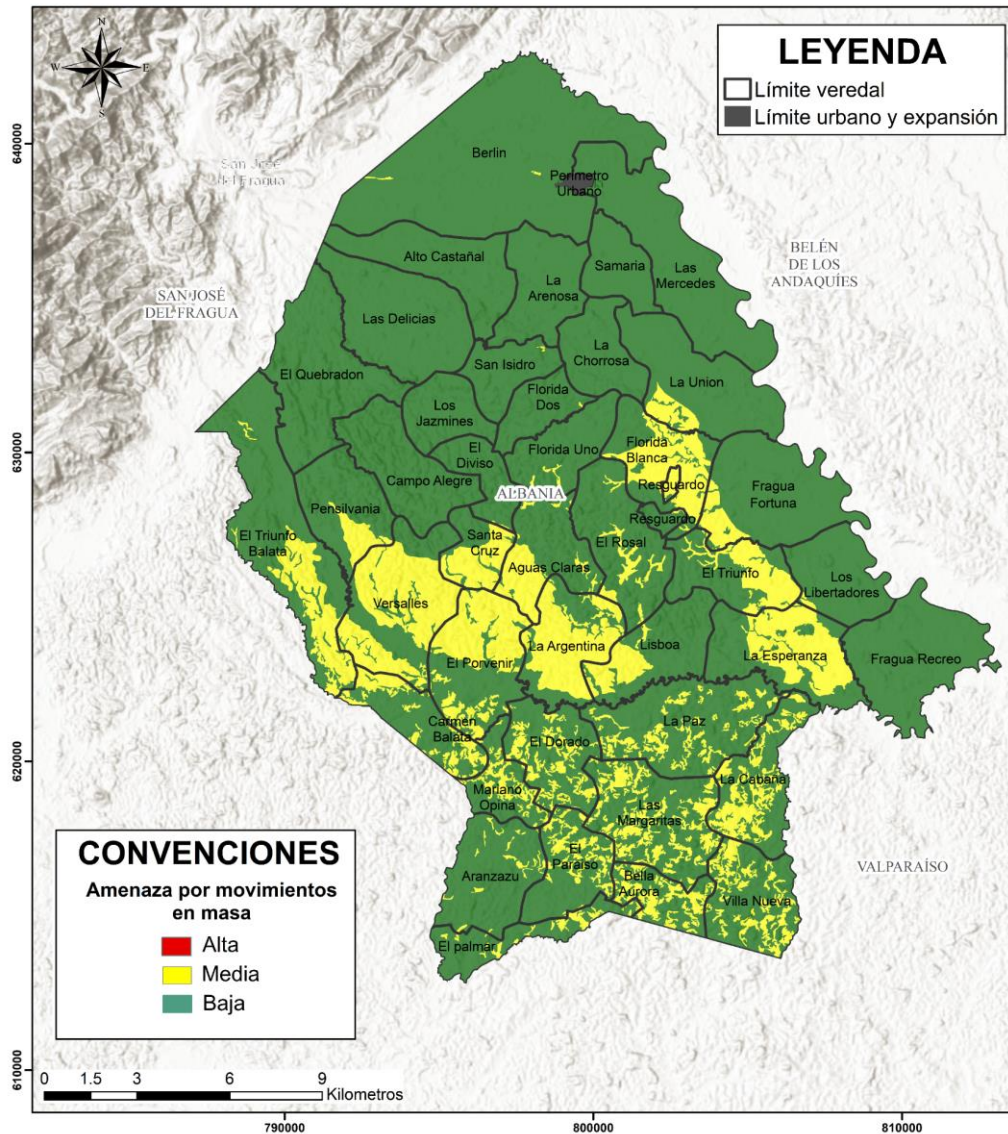 N
W
E
S
LEYENDA
Límite veredal
Límite urbano y expansión
640000
630000
620000
610000
San José
del Fragua
Berlin
Perímetro
Urbano
BELÉN
DE LOS
ANDAQUÍES
SAN JOSÉ
DEL FRAGUA
Alto Castañal
La
Arenosa
Samaria
Las
Mercedes
Las Delicias
La
Chorrosa
San Isidro
El Quebradon
La Union
Florida
Dos
Los
Jazmines
Florida Uno
Florida
Blanca
El
Diviso
Campo Alegre
Resguardo
Fragua
Fortuna
ALBANIA
Pensilvania
Resguardo
El Triunfo
Balata
Santa
Cruz
El Rosal
Aguas Claras
El Triunfo
Los
Libertadores
Versalles
La Argentina
Lisboa
El Porvenir
La Esperanza
Fragua Recreo
Carmen
Balata
La Paz
El Dorado
La Cabaña
Mariano
Opina
Las
Margaritas
El
Paraiso
Aranzazu
Bella
Aurora
Villa Nueva
VALPARAÍSO
El palmar
CONVENCIONES
Amenaza por movimientos
en masa
Alta
Media
Baja
0 1.5 3 6 9
Kilometros
790000 800000 810000